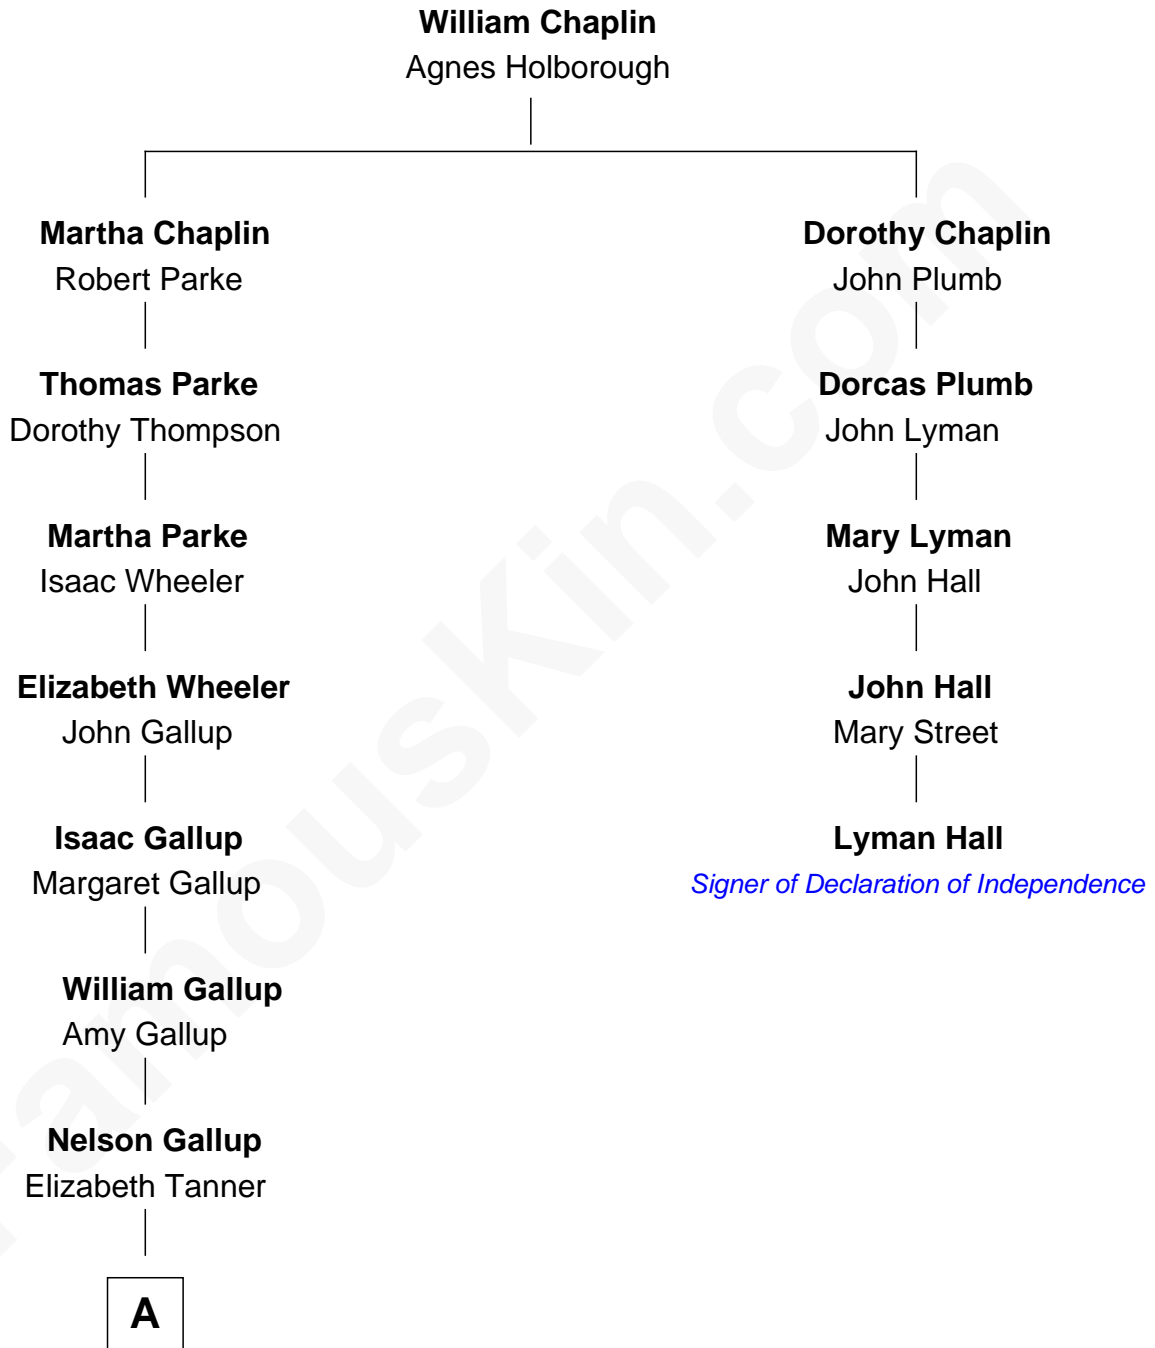 William Chaplin
Agnes Holborough
Martha Chaplin
Robert Parke
Thomas Parke
Dorothy Thompson
Martha Parke
Isaac Wheeler
Elizabeth Wheeler
John Gallup
Isaac Gallup
Margaret Gallup
William Gallup
Amy Gallup
Nelson Gallup
Elizabeth Tanner
A
Dorothy Chaplin
John Plumb
Dorcas Plumb
John Lyman
Mary Lyman
John Hall
John Hall
Mary Street
Lyman Hall
Signer of Declaration of Independence
FamousKin.com